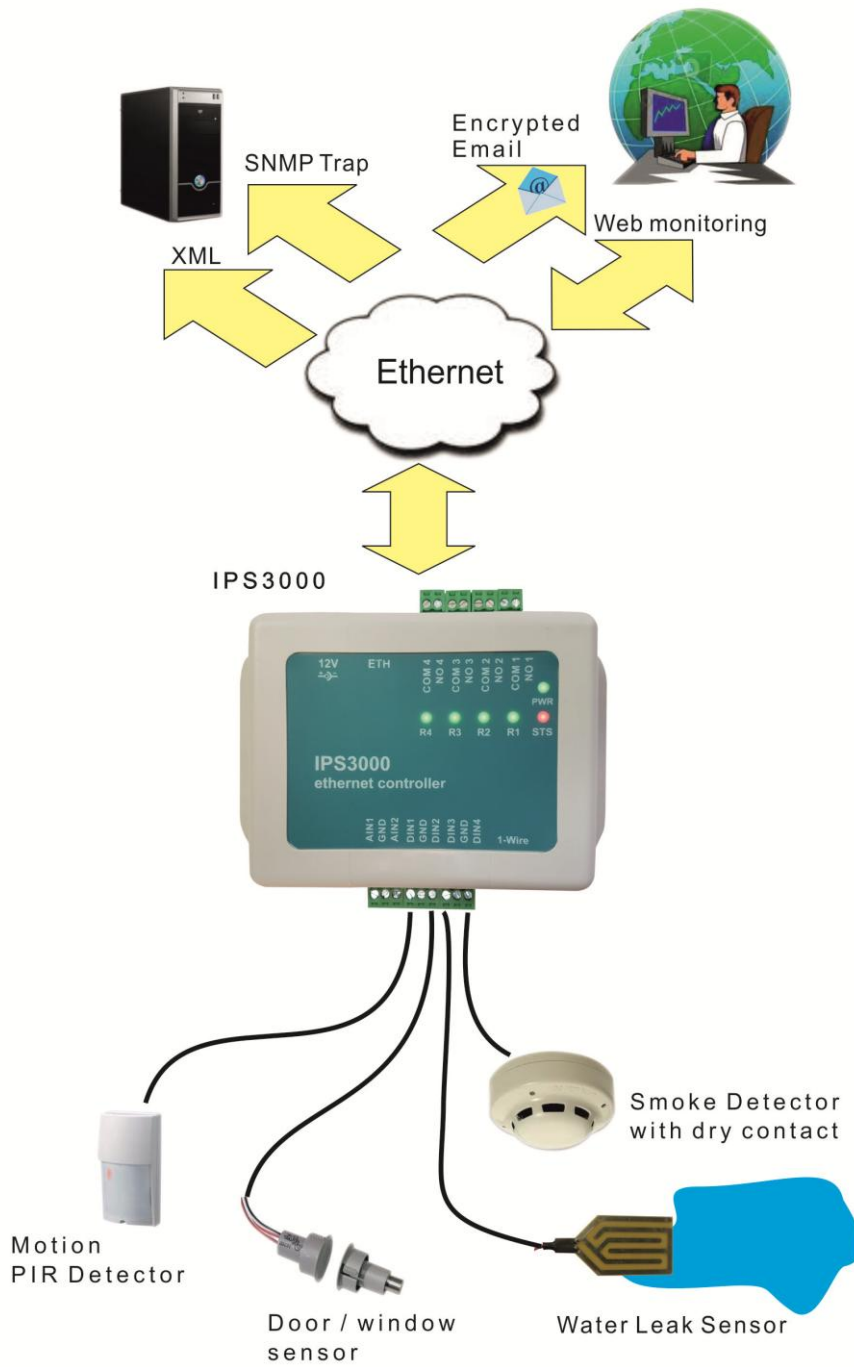 Encrypted
Email
SNMP Trap
Web monitoring
XML
@
Ethernet
IPS3000
12V
ETH
COM 4
NO 4
COM 3
NO 3
COM 2
NO 2
COM 1
NO 1
PWR
R4
R3
R2
R1
STS
IPS3000
ethernet controller
AIN1
GND
AIN2
DIN1
GND
DIN2
DIN3
GND
DIN4
1-Wire
Smoke Detector
with dry contact
Motion
PIR Detector
Door / window
sensor
Water Leak Sensor